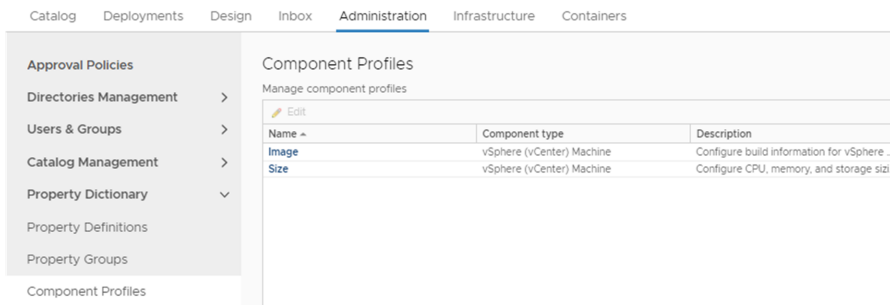 Catalog Deployments Design Inbox Administration Infrastructure Containers
Approval Policies
Directories Management
Users & Groups
Catalog Management
Property Dictionary
Property Definitions
Property Groups
Component Profiles
Component Profiles
Manage component profiles
Edit
Name Component type Description
Image vSphere (vCenter) Machine Configure build information for vSphere ..
Size vSphere (vCenter) Machine Configure CPU, memory, and storage sizi